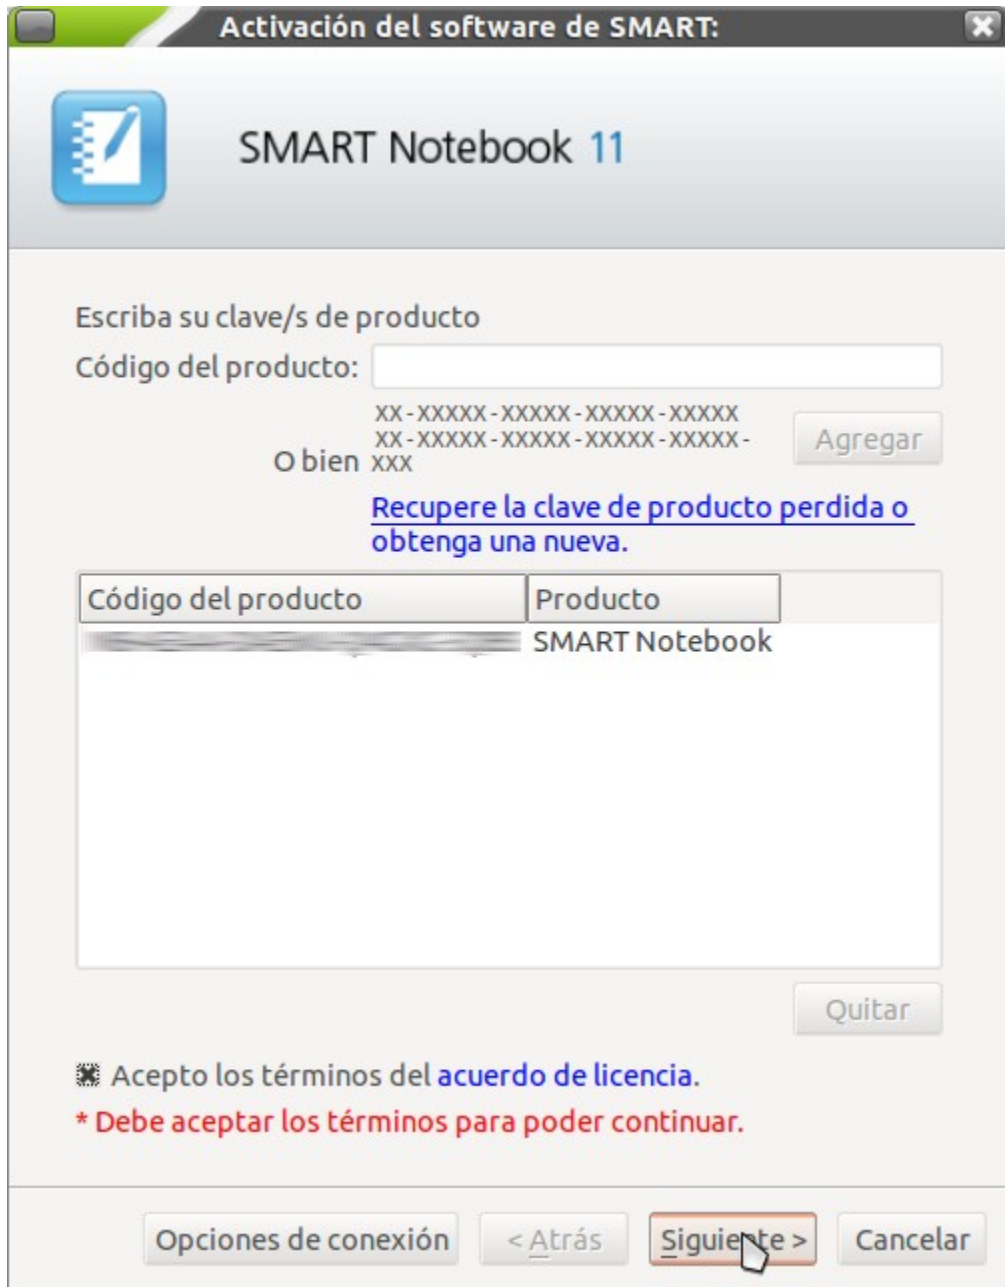 Activación del software de SMART:
SMART Notebook 11
Escriba su clave/s de producto
Código del producto:
XX-XXXXX-XXXXX-XXXXX-XXXXX
O bien XX-XXXXX-XXXXX-XXXXX-XXXXX-
XXX
Agregar
Recupere la clave de producto perdida o
obtenga una nueva.
Código del producto Producto
SMART Notebook
Quitar
Acepto los términos del acuerdo de licencia.
* Debe aceptar los términos para poder continuar.
Opciones de conexión < Atrás Siguiente > Cancelar